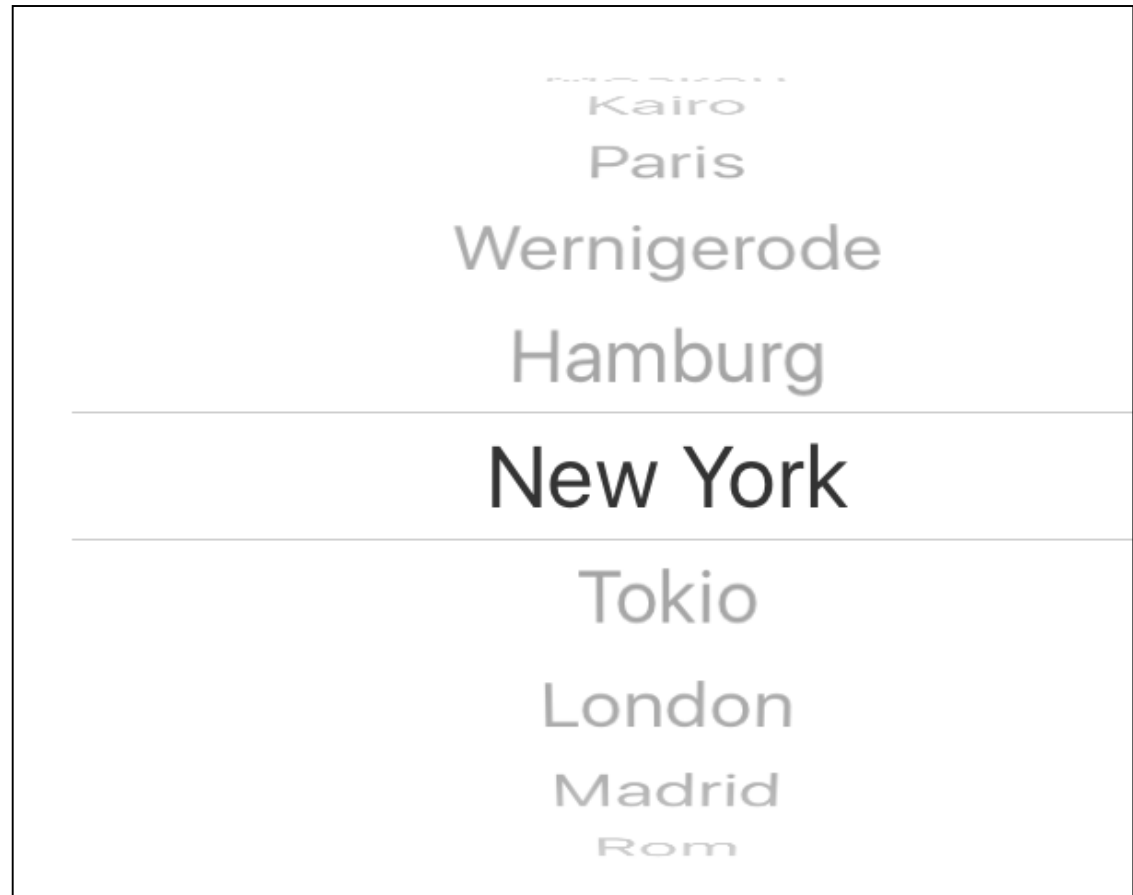 Kairo
Paris
Wernigerode
Hamburg
New York
Tokio
London
Madrid
Rom